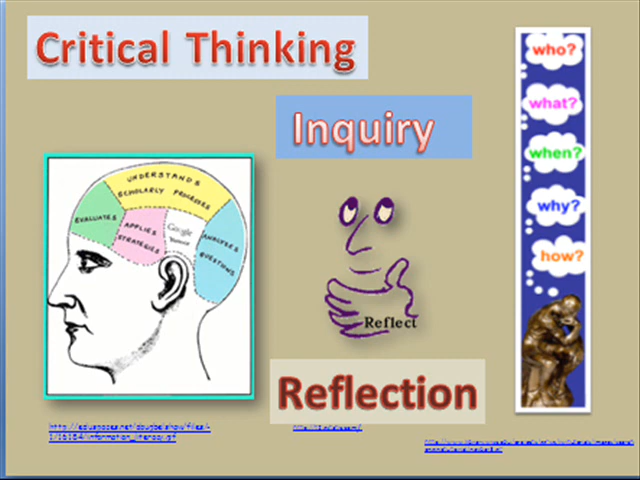 Critical Thinking
Inquiry
who?
what?
when?
why?
how?
UNDERSTANDS
SCHOLARLY PROCESSES
EVALUATES
APPLIES
STRATEGIES
Google
ANALYZES
QUESTIONS
Reflect
Reflection